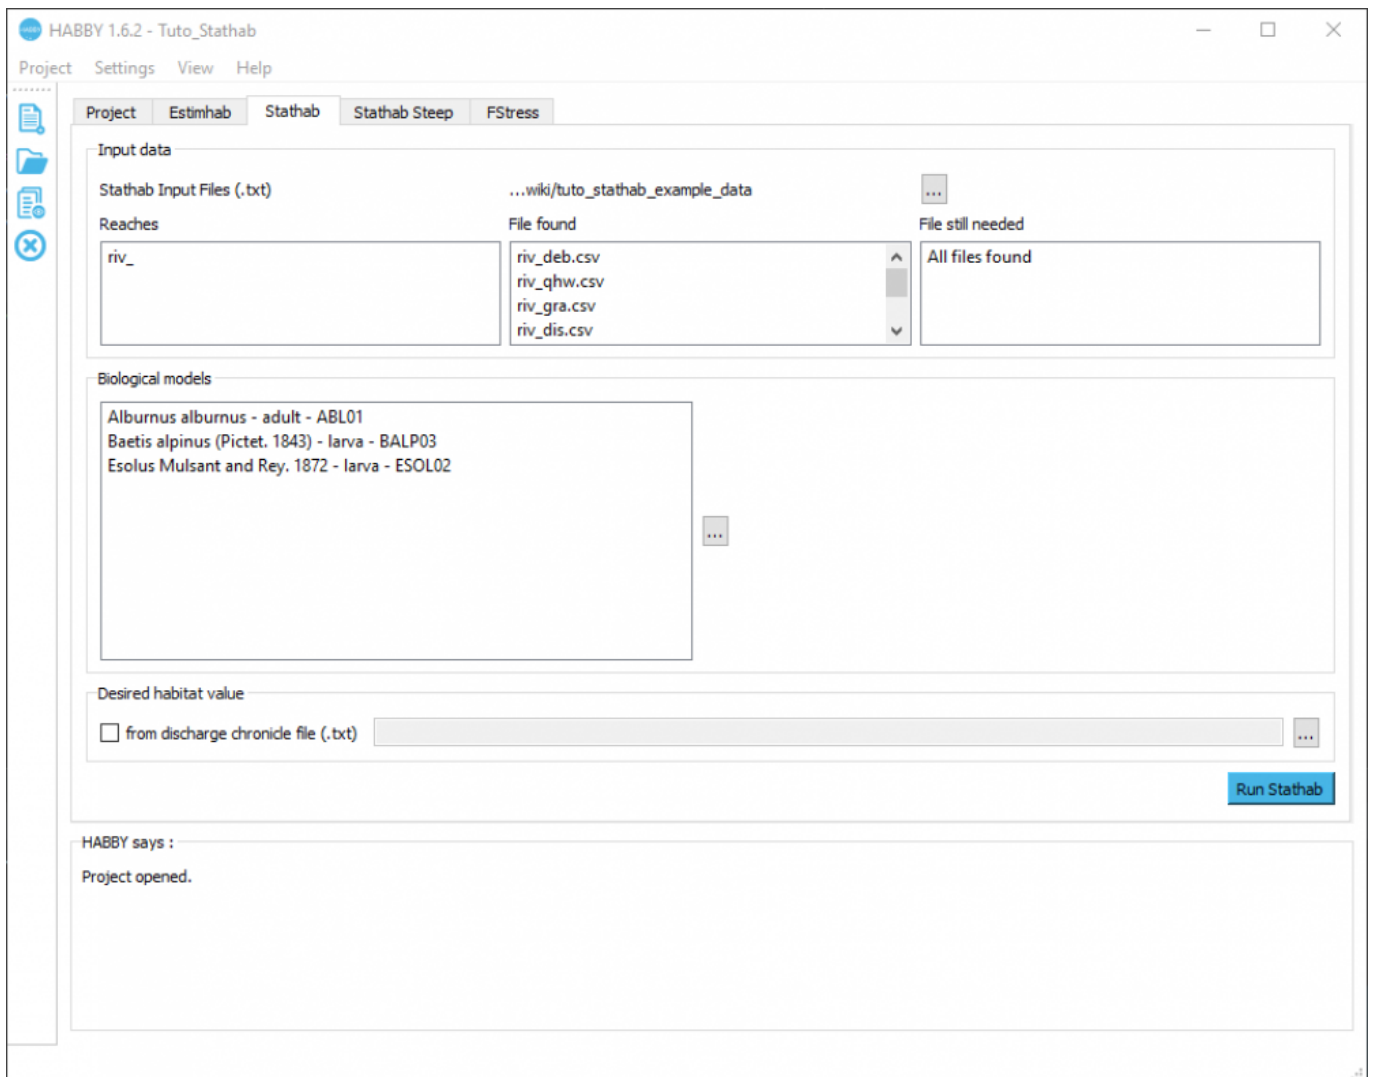 HABBY 1.6.2 - Tuto_Stathab
Project Settings View Help
Project Estimhab Stathab Stathab Steep FStress
Input data
Stathab Input Files (.txt) ...wiki/tuto_stathab_example_data ...
Reaches File found File still needed
riv_ riv_deb.csv All files found
riv_qhw.csv
riv_gra.csv
riv_dis.csv
Biological models
Alburnus alburnus - adult - ABL01
Baetis alpinus (Pictet. 1843) - larva - BALP03
Esolus Mulsant and Rey. 1872 - larva - ESOL02
...
Desired habitat value
from discharge chronicle file (.txt) ...
Run Stathab
HABBY says :
Project opened.